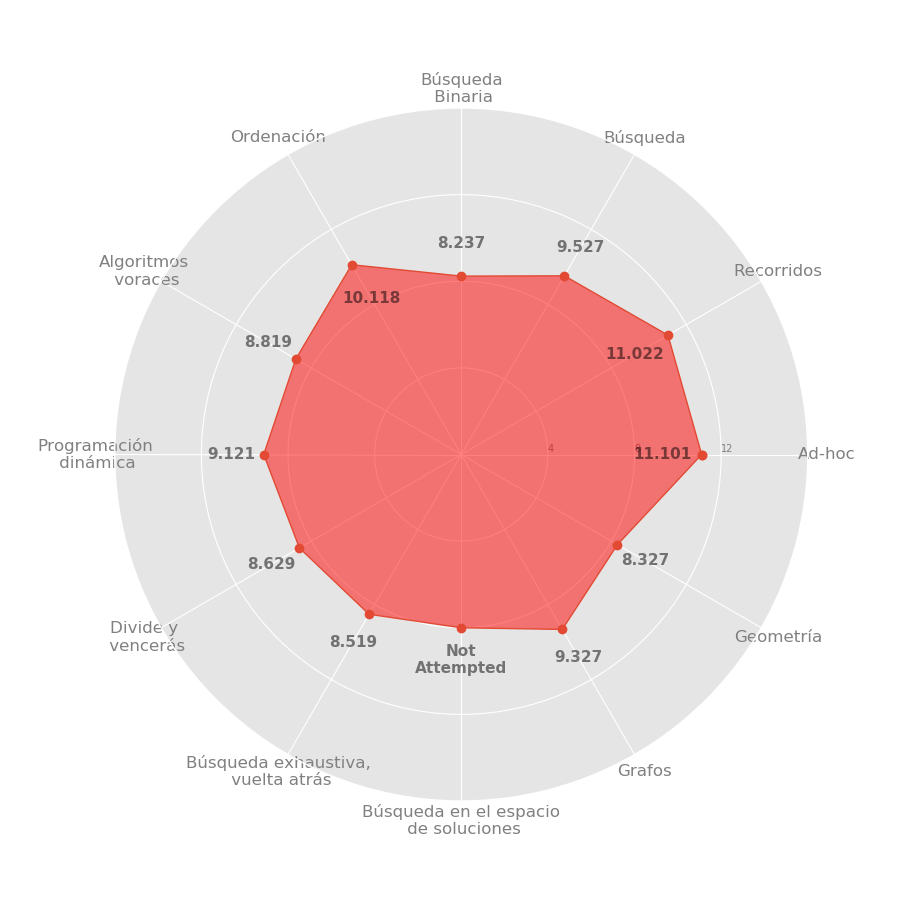 Búsqueda
Binaria
Ordenación
Búsqueda
8.237
9.527
Algoritmos
voraces
Recorridos
10.118
8.819
11.022
Programación
dinámica
9.121
4
8
11.101
12
Ad-hoc
8.629
8.327
Divide y
vencerás
8.519
Not
Attempted
9.327
Geometría
Búsqueda exhaustiva,
vuelta atrás
Grafos
Búsqueda en el espacio
de soluciones